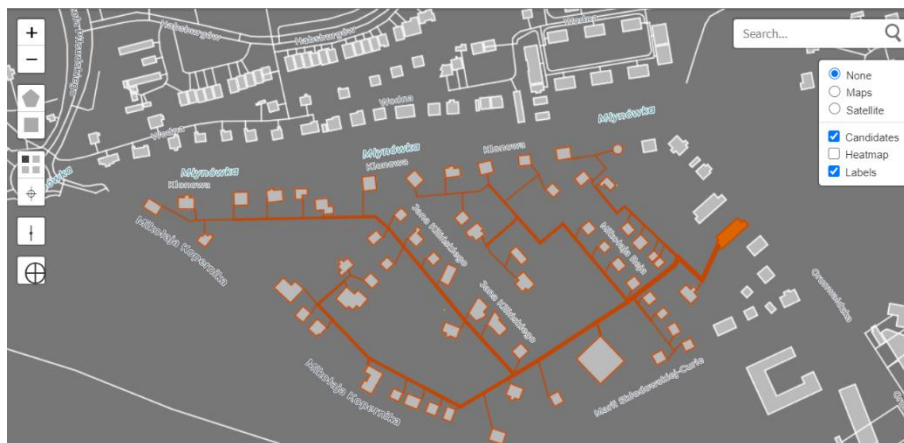 Habsburgów
Habsburgów
Wodna
Search...
None
Maps
Satellite
Candidates
Heatmap
Labels
Wodna
Wodna
Młynówka
Młynówka
Klonowa
Klonowa
Młynówka
Klonowa
Mikołaja Kopernika
Jana Kilińskiego
Mikołaja Reja
Jana Kilińskiego
Grunwaldzka
Mikołaja Kopernika
Marii Skłodowskiej-Curie